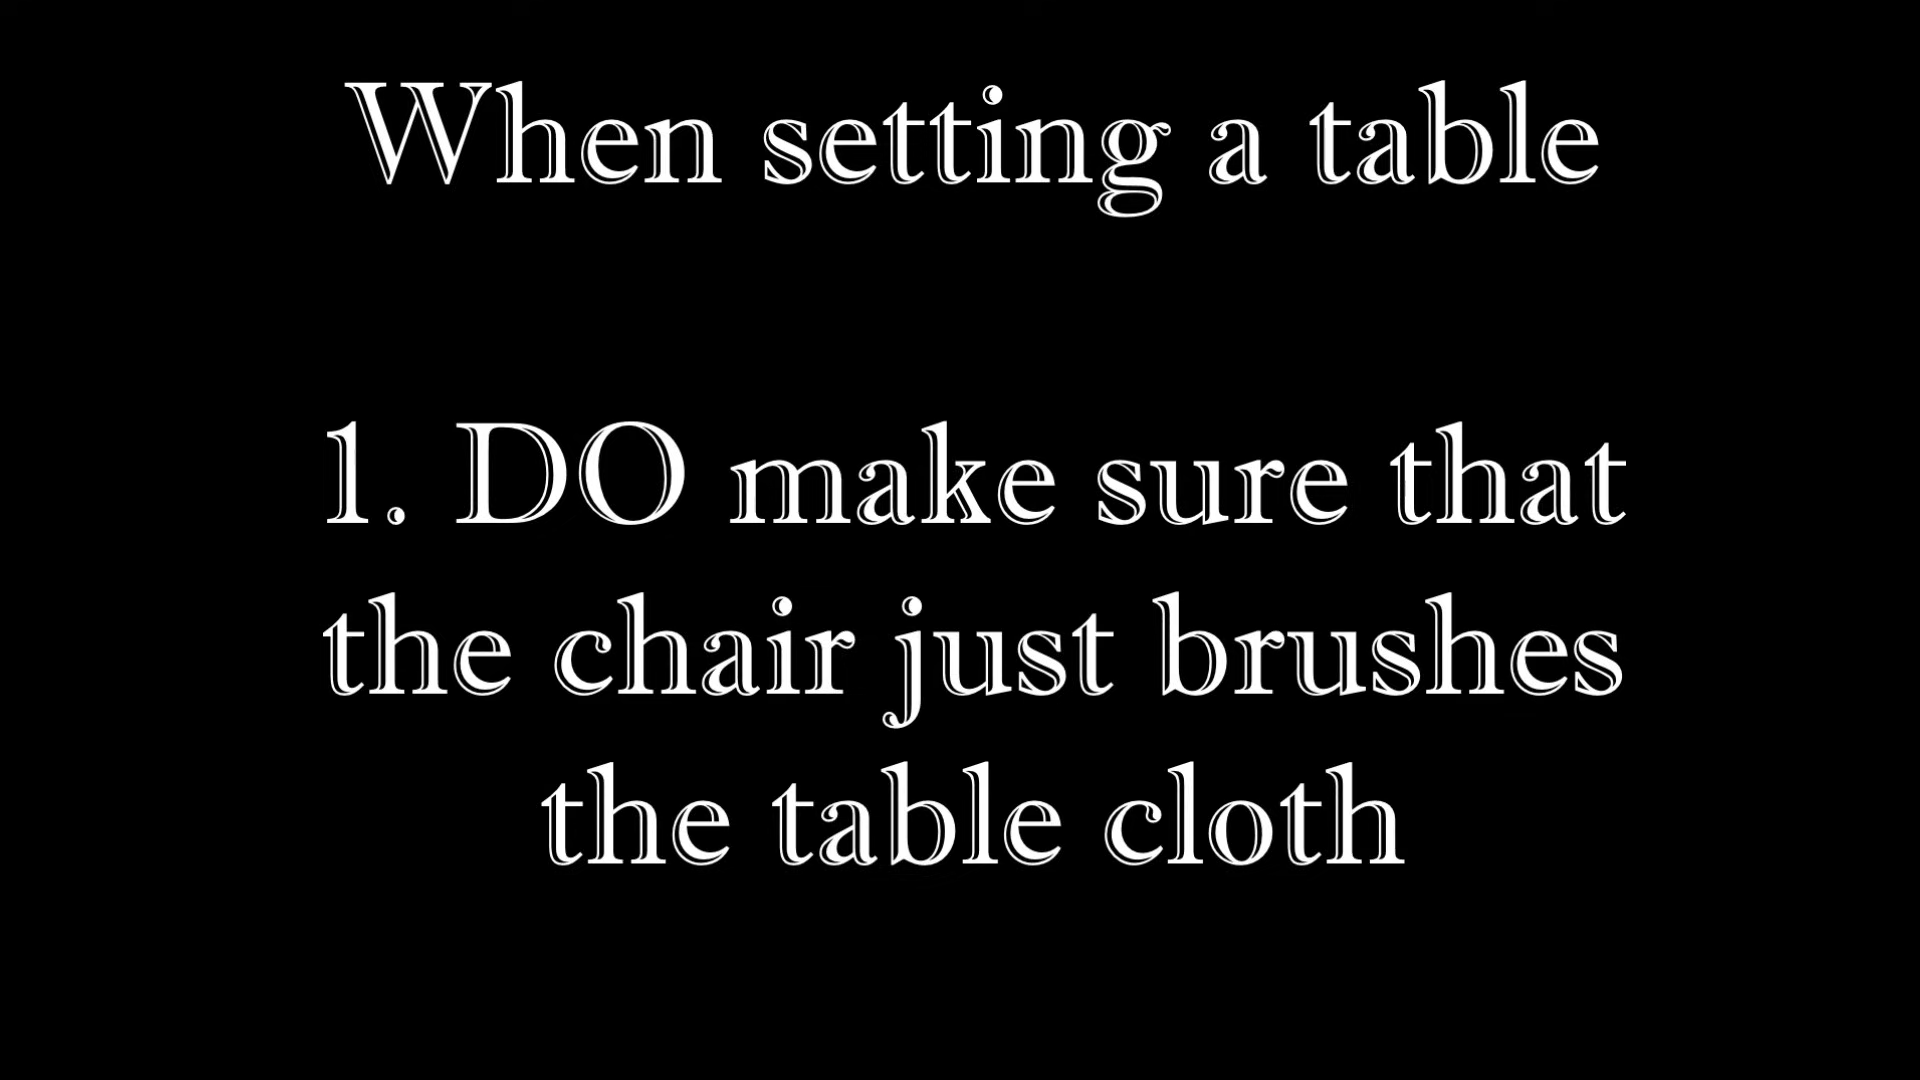 When setting a table
1. DO make sure that
the chair just brushes
the table cloth